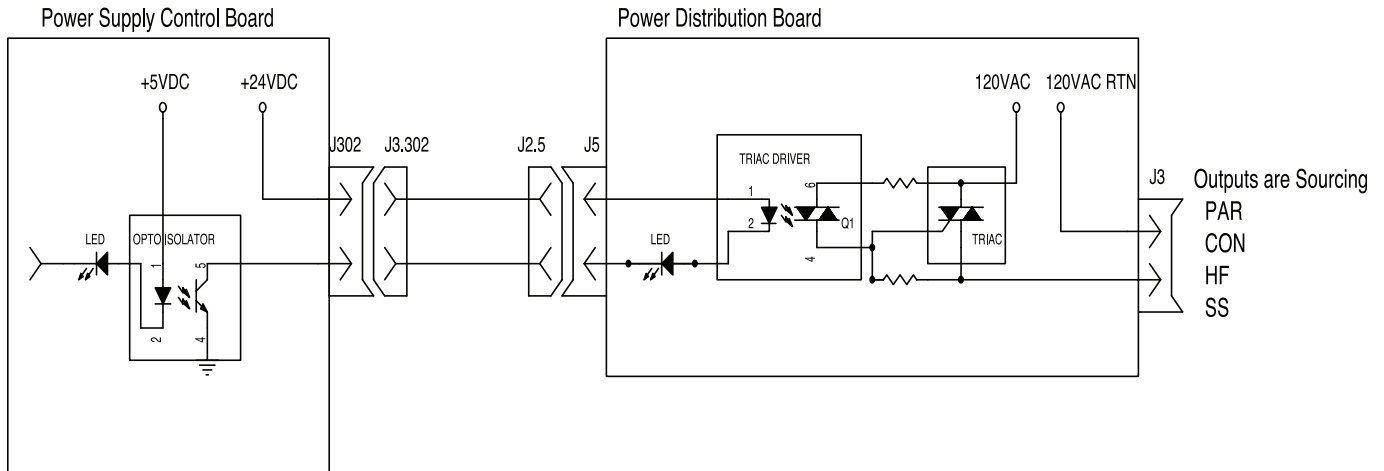 Power Supply Control Board
Power Distribution Board
+5VDC
+24VDC
120VAC
120VAC RTN
J302
J3.302
J2.5
J5
TRIAC DRIVER
J3
Outputs are Sourcing
1
6
PAR
2
Q1
LED
OPTO ISOLATOR
LED
TRIAC
CON
1
5
4
HF
SS
2
4